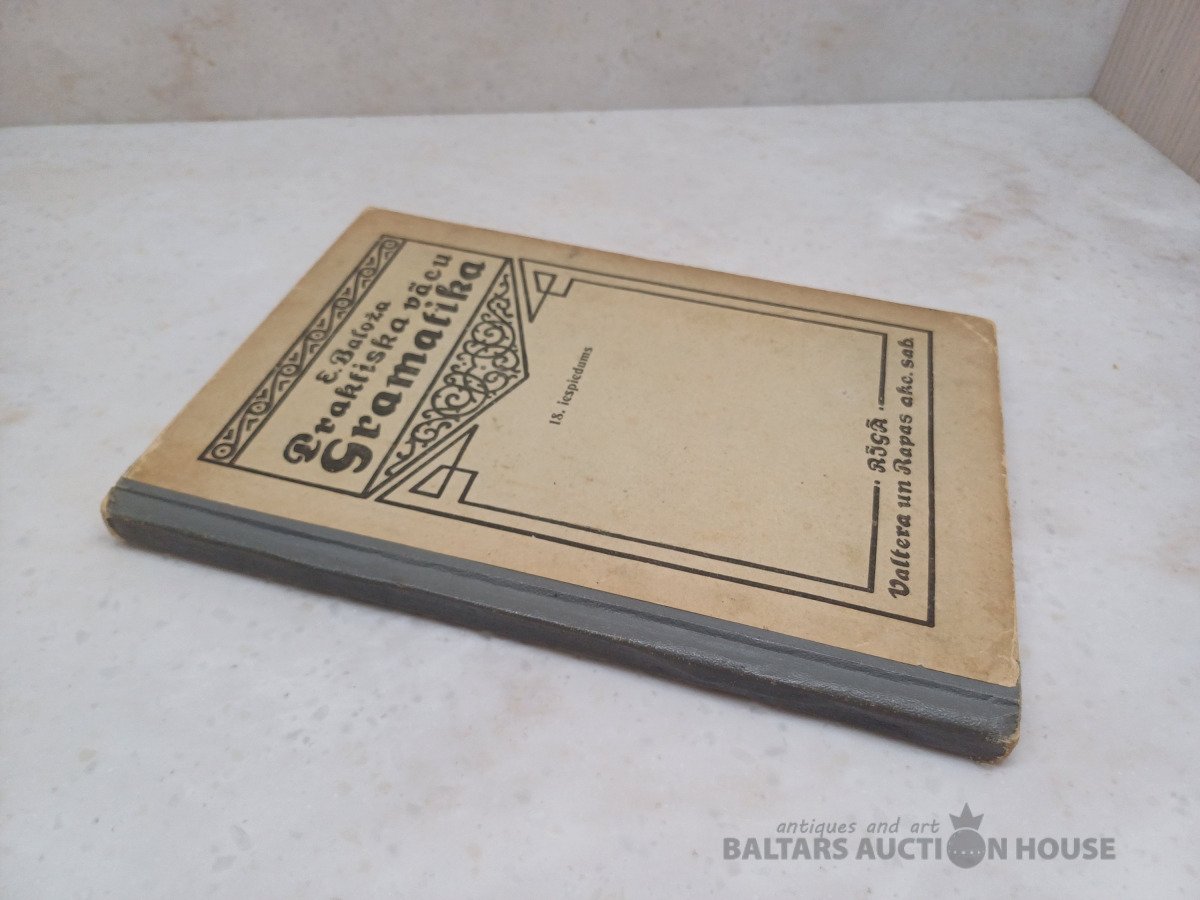 E. Baloža
Praktiska vācu
Gramatika
18. iespiedums
RĪGĀ
Valtera un Rapas akc. sab.
antiques and art
BALTARS AUCTION HOUSE